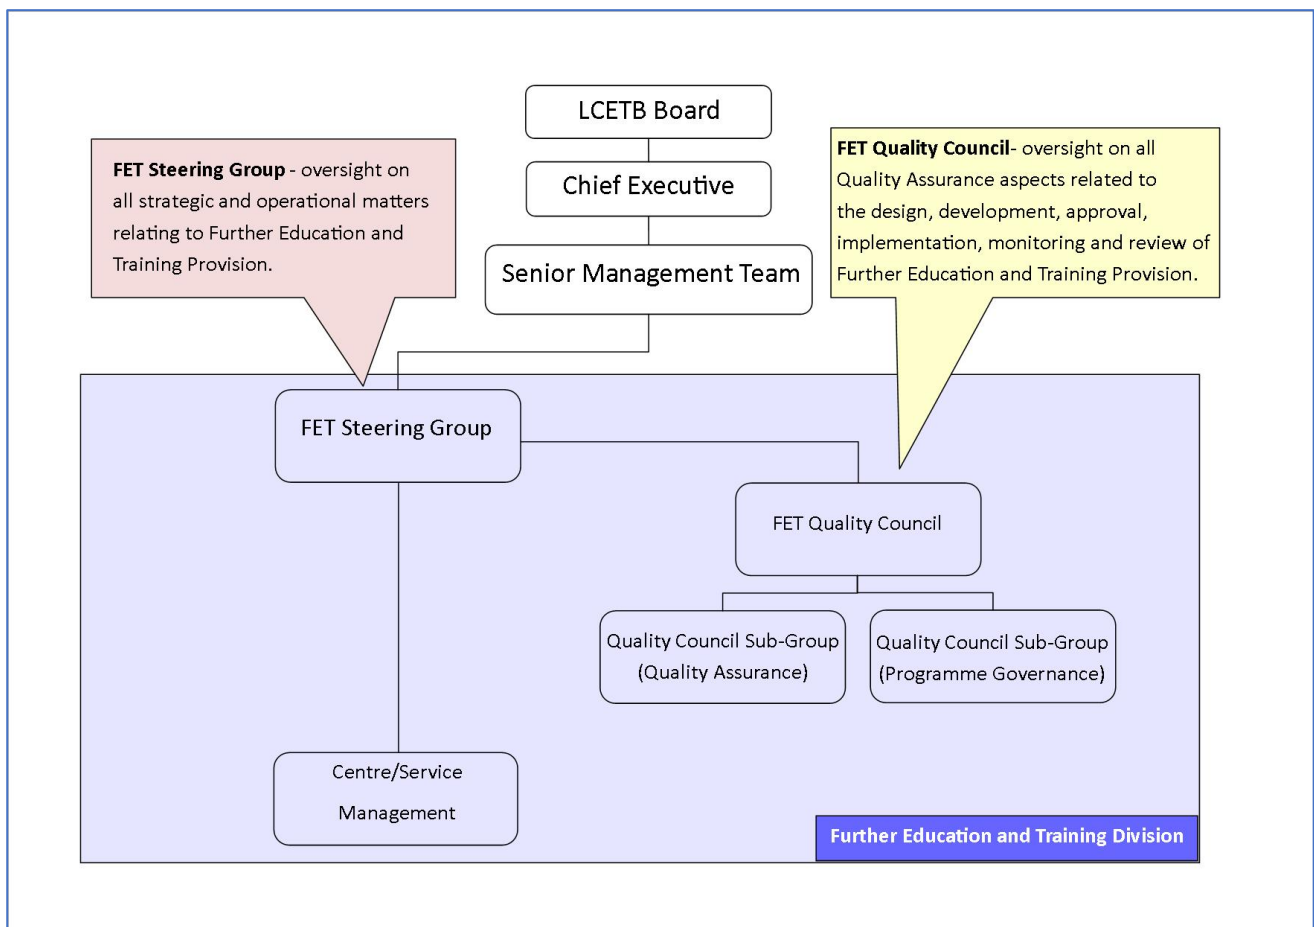 LCETB Board
Chief Executive
Senior Management Team
FET Steering Group - oversight on
all strategic and operational matters
relating to Further Education and
Training Provision.
FET Quality Council- oversight on all
Quality Assurance aspects related to
the design, development, approval,
implementation, monitoring and review of
Further Education and Training Provision.
FET Steering Group
FET Quality Council
Quality Council Sub-Group
(Quality Assurance)
Quality Council Sub-Group
(Programme Governance)
Centre/Service
Management
Further Education and Training Division